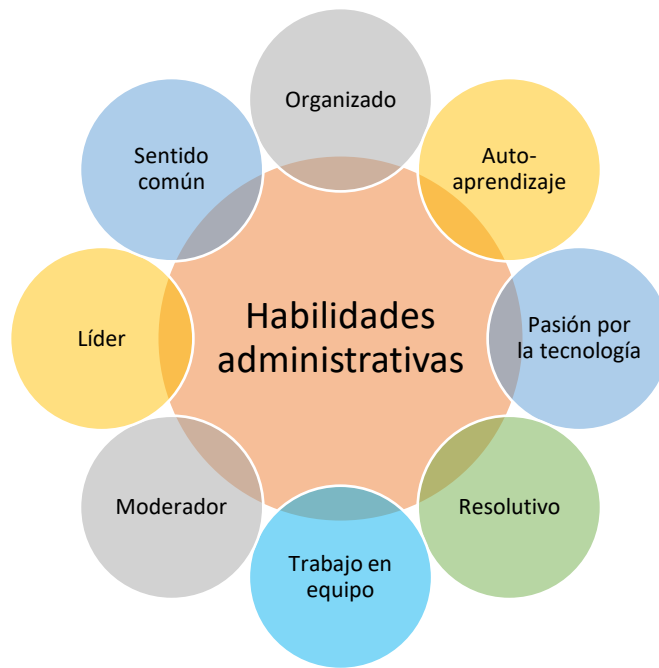 Organizado
Auto-
aprendizaje
Pasión por
la tecnología
Resolutivo
Trabajo en
equipo
Moderador
Líder
Sentido
común
Habilidades
administrativas